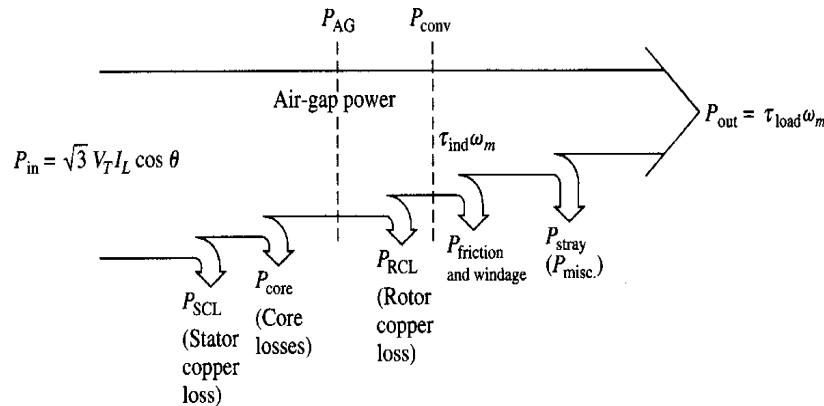 P_AG
P_conv
Air-gap power
P_out = τ_load ω_m
τ_ind ω_m
P_in = √3 V_T I_L cos θ
P_SCL
(Stator
copper
loss)
P_core
(Core
losses)
P_RCL
(Rotor
copper
loss)
P_friction
and windage
P_stray
(P_misc.)